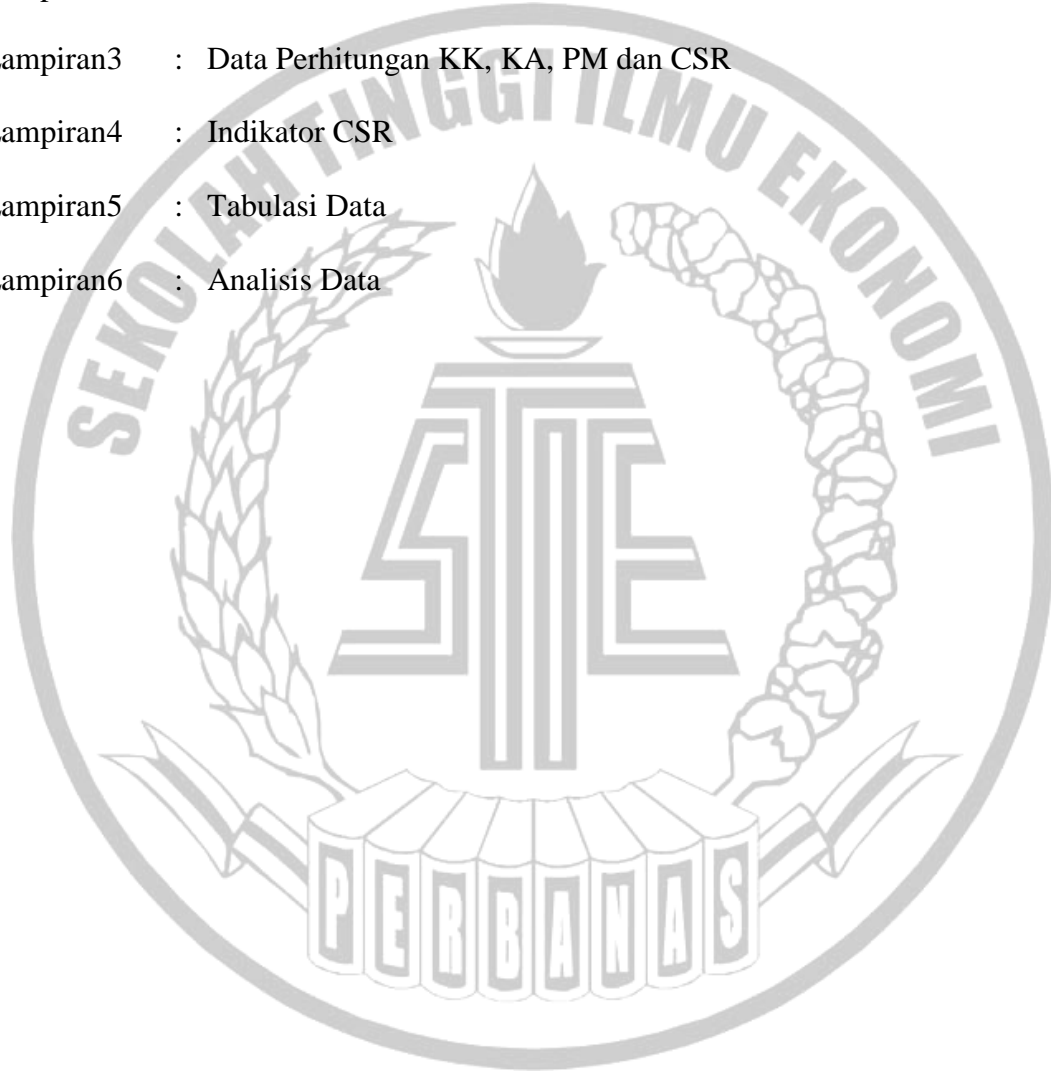 ampiran3 : Data Perhitungan KK, KA, PM dan CSR
ampiran4 : Indikator CSR
ampiran5 : Tabulasi Data
ampiran6 : Analisis Data
SEKOLAH TINGGI ILMU EKONOMI
STIE
PERBANAS